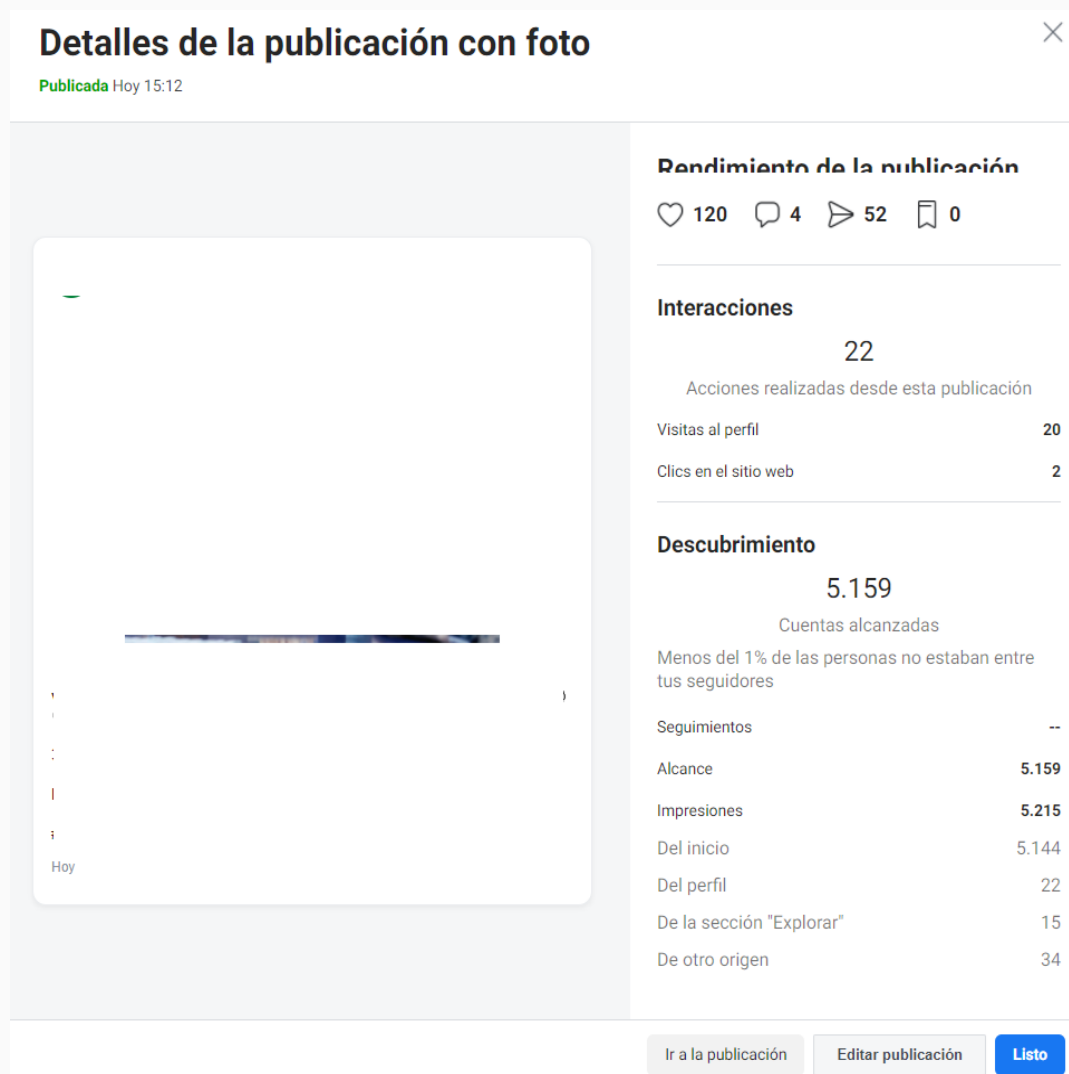 Detalles de la publicación con foto
Publicada Hoy 15:12
Rendimiento de la publicación
120 4 52 0
Interacciones
22
Acciones realizadas desde esta publicación
Visitas al perfil 20
Clics en el sitio web 2
Descubrimiento
5.159
Cuentas alcanzadas
Menos del 1% de las personas no estaban entre
tus seguidores
Seguimientos --
Alcance 5.159
Impresiones 5.215
Del inicio 5.144
Del perfil 22
De la sección "Explorar" 15
De otro origen 34
Hoy
Ir a la publicación Editar publicación Listo